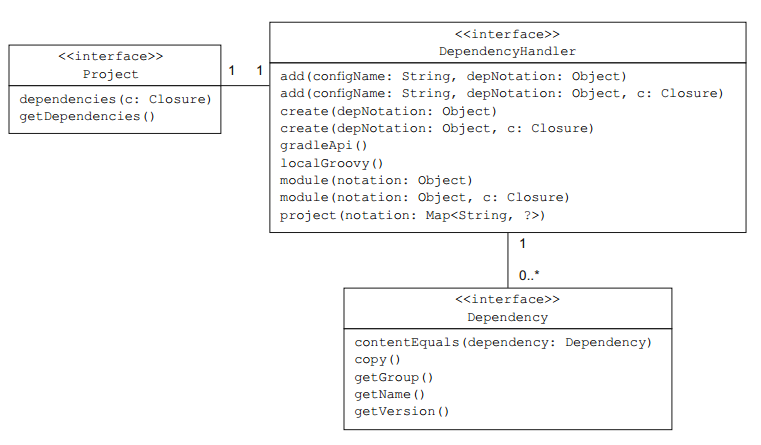 <<interface>>
Project
dependencies(c: Closure)
getDependencies()
1
1
<<interface>>
DependencyHandler
add(configName: String, depNotation: Object)
add(configName: String, depNotation: Object, c: Closure)
create(depNotation: Object)
create(depNotation: Object, c: Closure)
gradleApi()
localGroovy()
module(notation: Object)
module(notation: Object, c: Closure)
project(notation: Map<String, ?>)
1
0..*
<<interface>>
Dependency
contentEquals(dependency: Dependency)
copy()
getGroup()
getName()
getVersion()